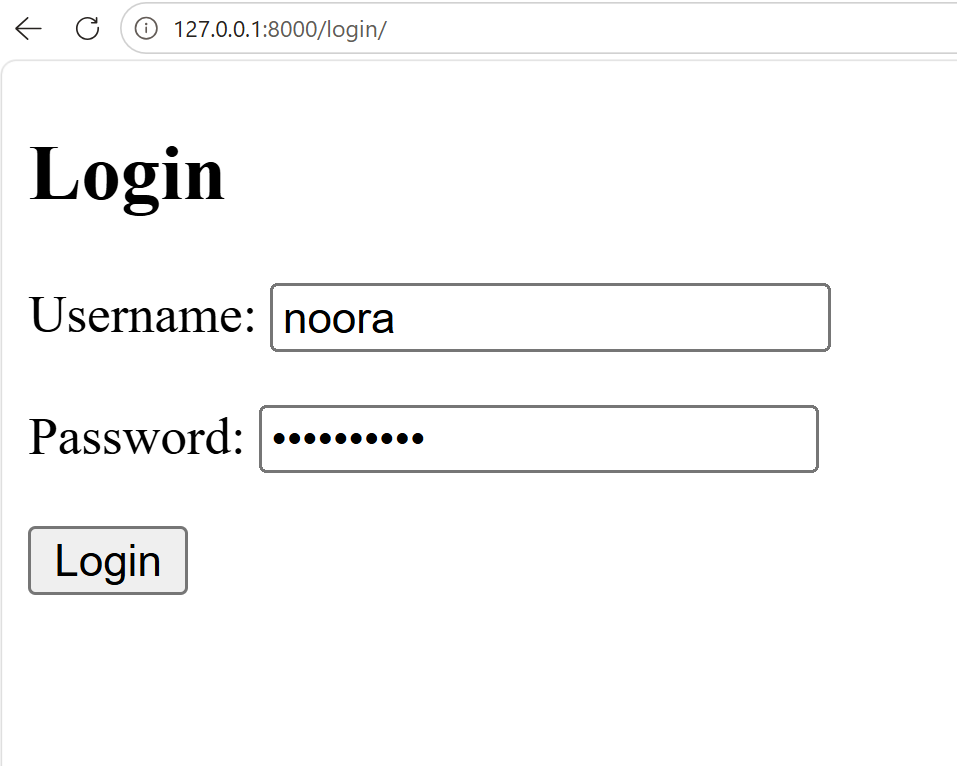 127.0.0.1:8000/login/
Login
Username: noora
Password: ••••••••••
Login